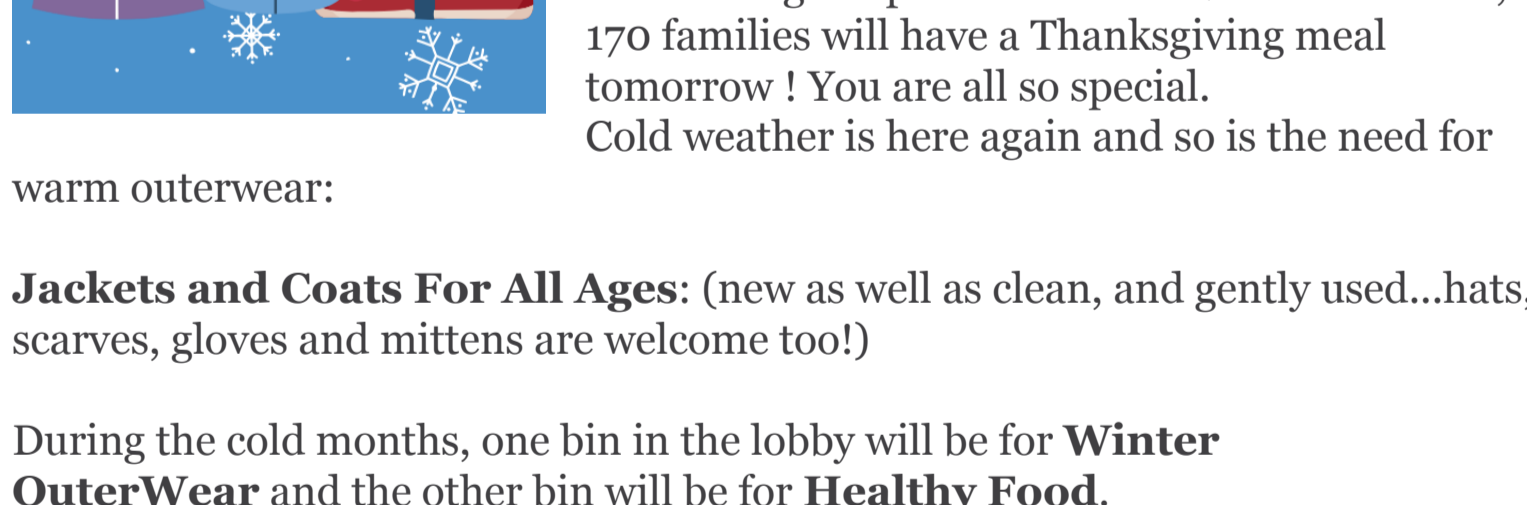 170 families will have a Thanksgiving meal
tomorrow ! You are all so special.
Cold weather is here again and so is the need for
warm outerwear:
Jackets and Coats For All Ages: (new as well as clean, and gently used...hats,
scarves, gloves and mittens are welcome too!)
During the cold months, one bin in the lobby will be for Winter
OuterWear and the other bin will be for Healthy Food.